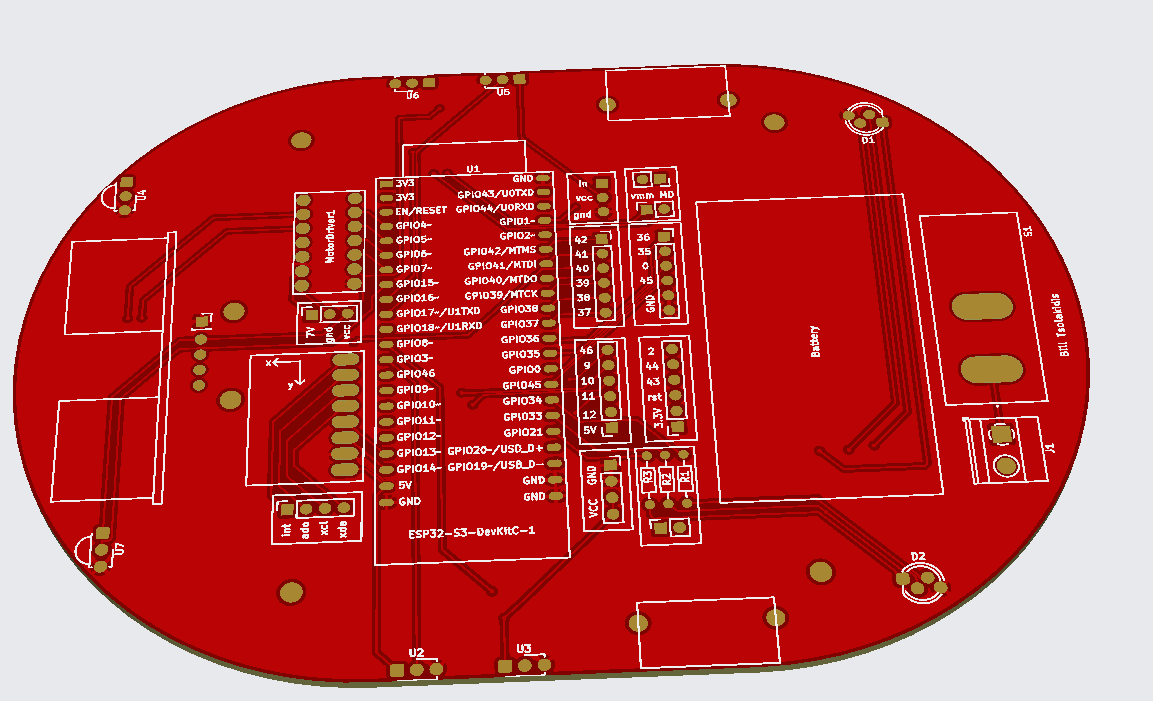 U6
U5
D1
U4
U1
MotorDriver1
3V3
3V3
EN/RESET
GPIO4~
GPIO5~
GPIO6~
GPIO7~
GPIO15~
GPIO16~
GPIO17~/U1TXD
GPIO18~/U1RXD
GPIO8~
GPIO3~
GPIO46
GPIO9~
GPIO10~
GPIO11~
GPIO12~
GPIO13~
GPIO14~
5V
GND
GND
GPIO43/U0TXD
GPIO44/U0RXD
GPIO1~
GPIO2~
GPIO42/MTMS
GPIO41/MTDI
GPIO40/MTDO
GPIO39/MTCK
GPIO38
GPIO37
GPIO36
GPIO35
GPIO0
GPIO45
GPIO34
GPIO33
GPIO21
GPIO20~/USD_D+
GPIO19~/USB_D-
GND
GND
ESP32-S3-DevKitC-1
in
vcc
gnd
vmm MD
42
41
40
39
38
37
36
35
0
45
GND
46
9
10
11
12
5V
2
44
43
rst
3.3V
GND
VCC
R3
R2
R1
7V
gnd
vcc
x
y
int
ado
xcl
xda
Battery
S1
Bill Tsolakidis
J1
U7
D2
U2
U3